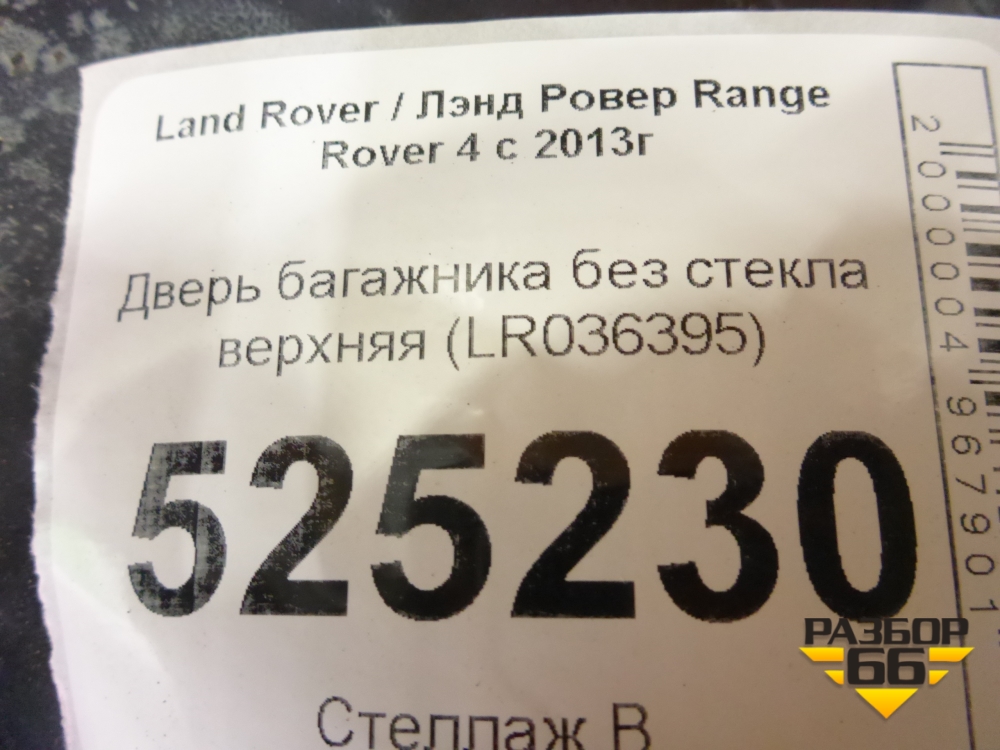 Land Rover / Лэнд Ровер Range
Rover 4 с 2013г
Дверь багажника без стекла
верхняя (LR036395)
525230
Стеллаж В
2000004967901
РАЗБОР
66